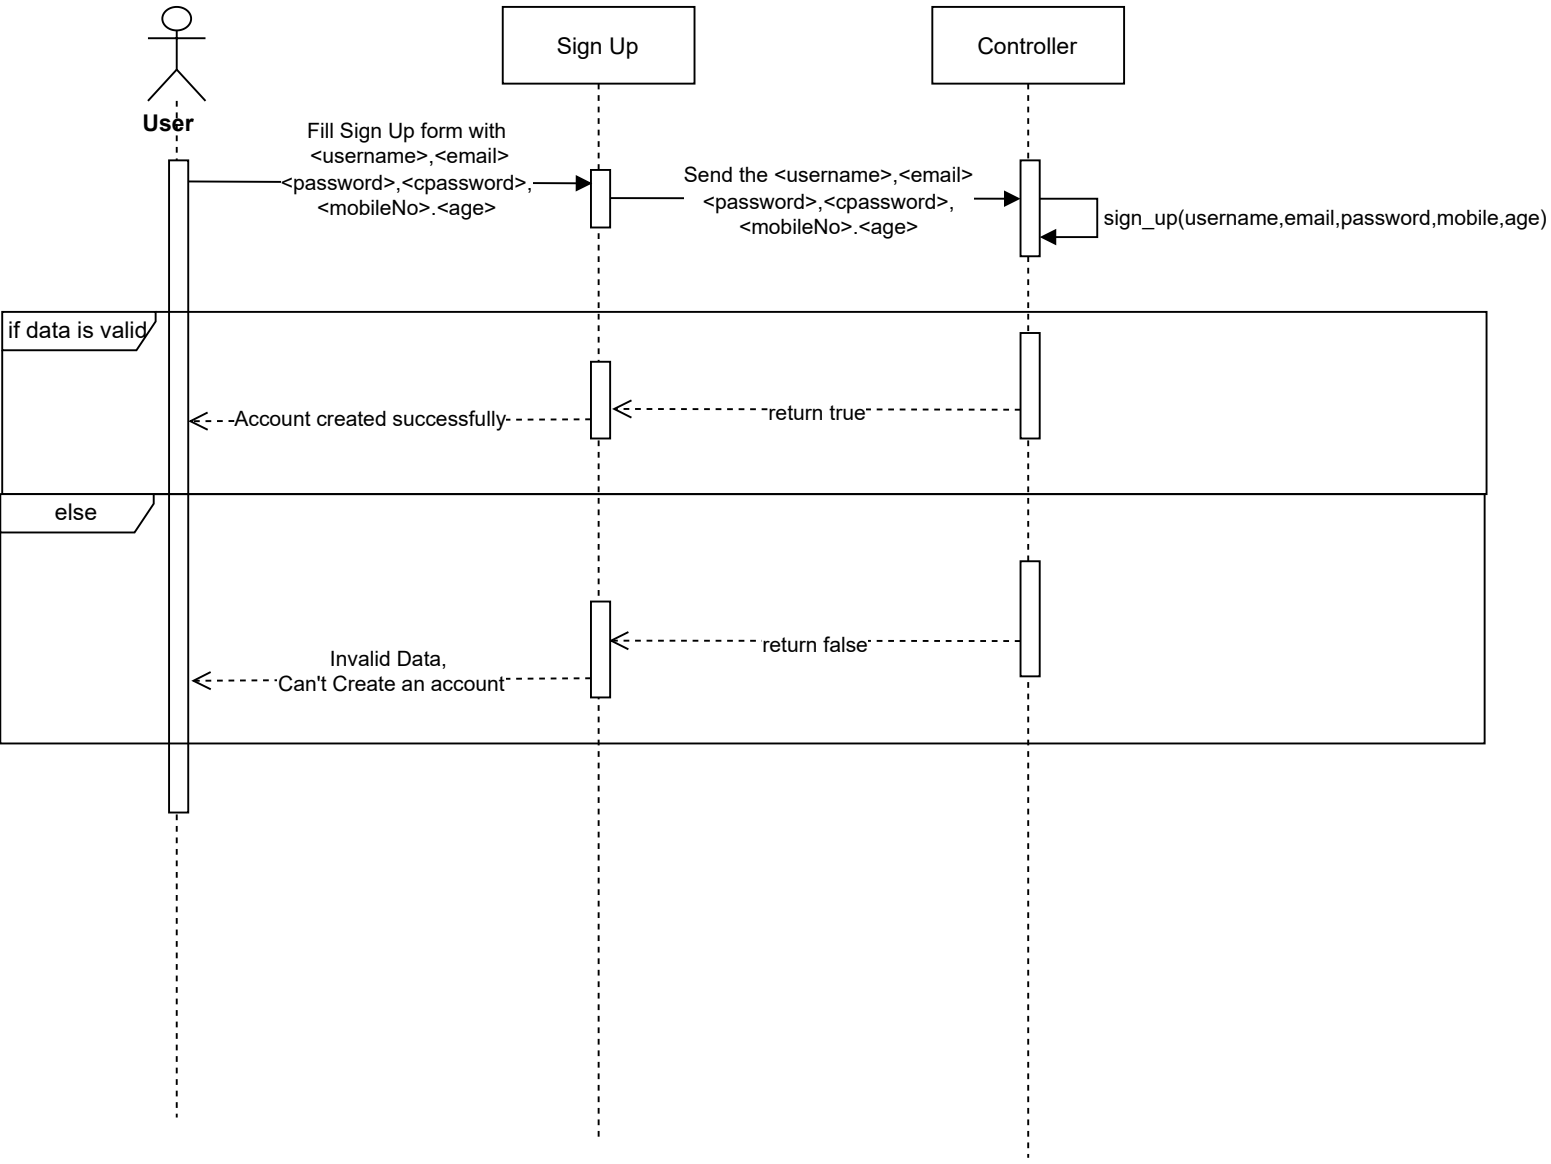 Sign Up
Controller
User
Fill Sign Up form with
<username>,<email>
<password>,<cpassword>,
<mobileNo>.<age>
Send the <username>,<email>
<password>,<cpassword>,
<mobileNo>.<age>
sign_up(username,email,password,mobile,age)
if data is valid
Account created successfully
return true
else
return false
Invalid Data,
Can't Create an account